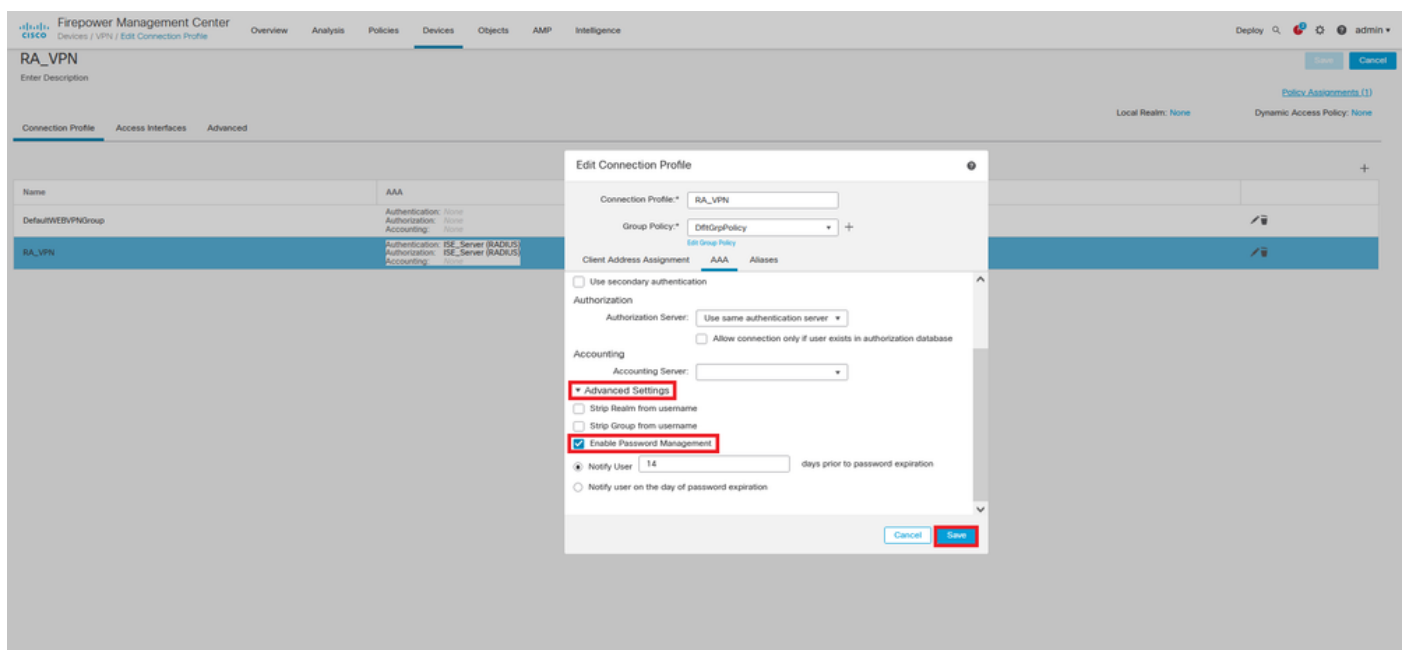 cisco
Firepower Management Center
Devices / VPN / Edit Connection Profile
Overview Analysis Policies Devices Objects AMP Intelligence
Deploy admin
RA_VPN
Save Cancel
Enter Description
Policy Assignments (1)
Local Realm: None Dynamic Access Policy: None
Connection Profile Access Interfaces Advanced
Name AAA
DefaultWEBVPNGroup
Authentication: None
Authorization: None
Accounting: None
RA_VPN
Authentication: ISE_Server (RADIUS)
Authorization: ISE_Server (RADIUS)
Accounting: None
Edit Connection Profile
Connection Profile:* RA_VPN
Group Policy:* DfltGrpPolicy
Edit Group Policy
Client Address Assignment AAA Aliases
Use secondary authentication
Authorization
Authorization Server: Use same authentication server
Allow connection only if user exists in authorization database
Accounting
Accounting Server:
Advanced Settings
Strip Realm from username
Strip Group from username
Enable Password Management
Notify User 14 days prior to password expiration
Notify user on the day of password expiration
Cancel Save